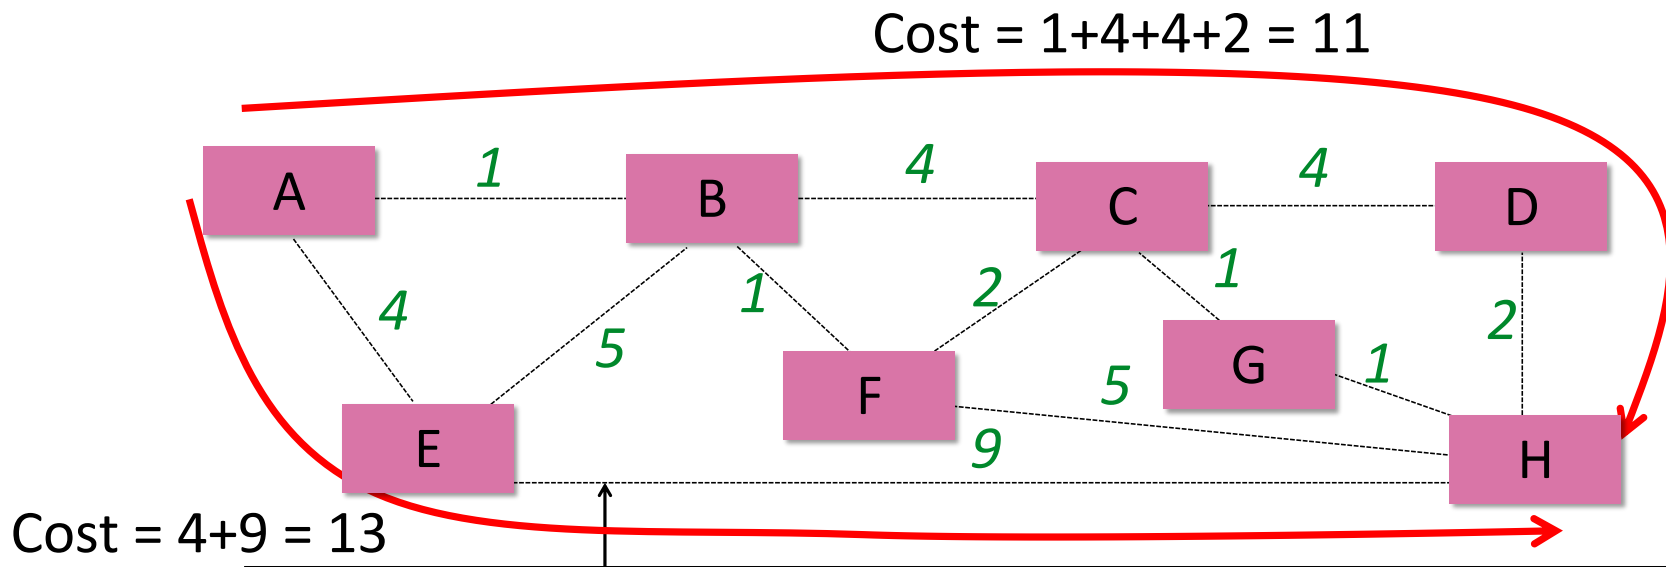 Cost = 1+4+4+2 = 11
A
1
B
4
C
4
D
4
5
1
2
1
2
E
F
5
G
1
9
H
Cost = 4+9 = 13